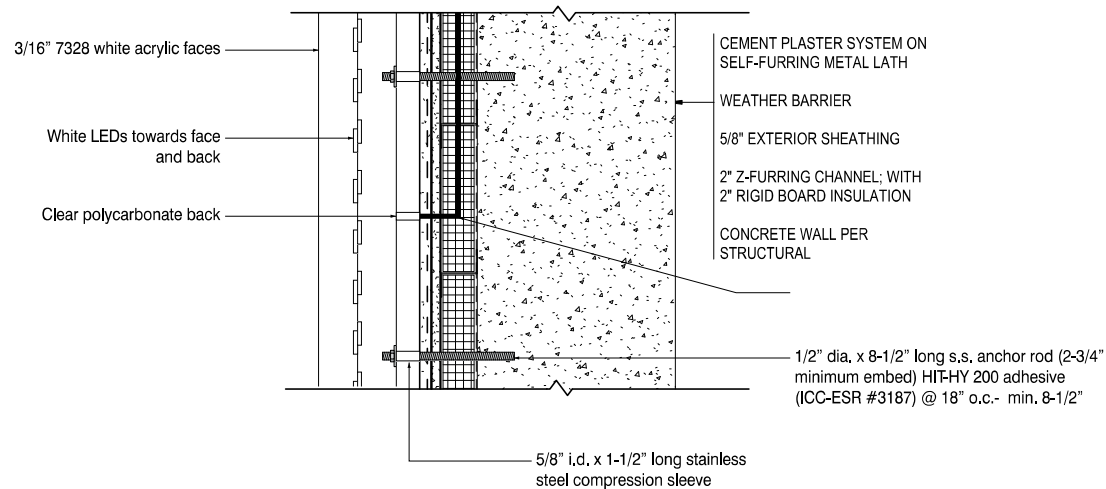 3/16” 7328 white acrylic faces
White LEDs towards face
and back
Clear polycarbonate back
CEMENT PLASTER SYSTEM ON
SELF-FURRING METAL LATH
WEATHER BARRIER
5/8" EXTERIOR SHEATHING
2" Z-FURRING CHANNEL; WITH
2" RIGID BOARD INSULATION
CONCRETE WALL PER
STRUCTURAL
1/2” dia. x 8-1/2” long s.s. anchor rod (2-3/4”
minimum embed) HIT-HY 200 adhesive
(ICC-ESR #3187) @ 18” o.c.- min. 8-1/2”
5/8” i.d. x 1-1/2” long stainless
steel compression sleeve